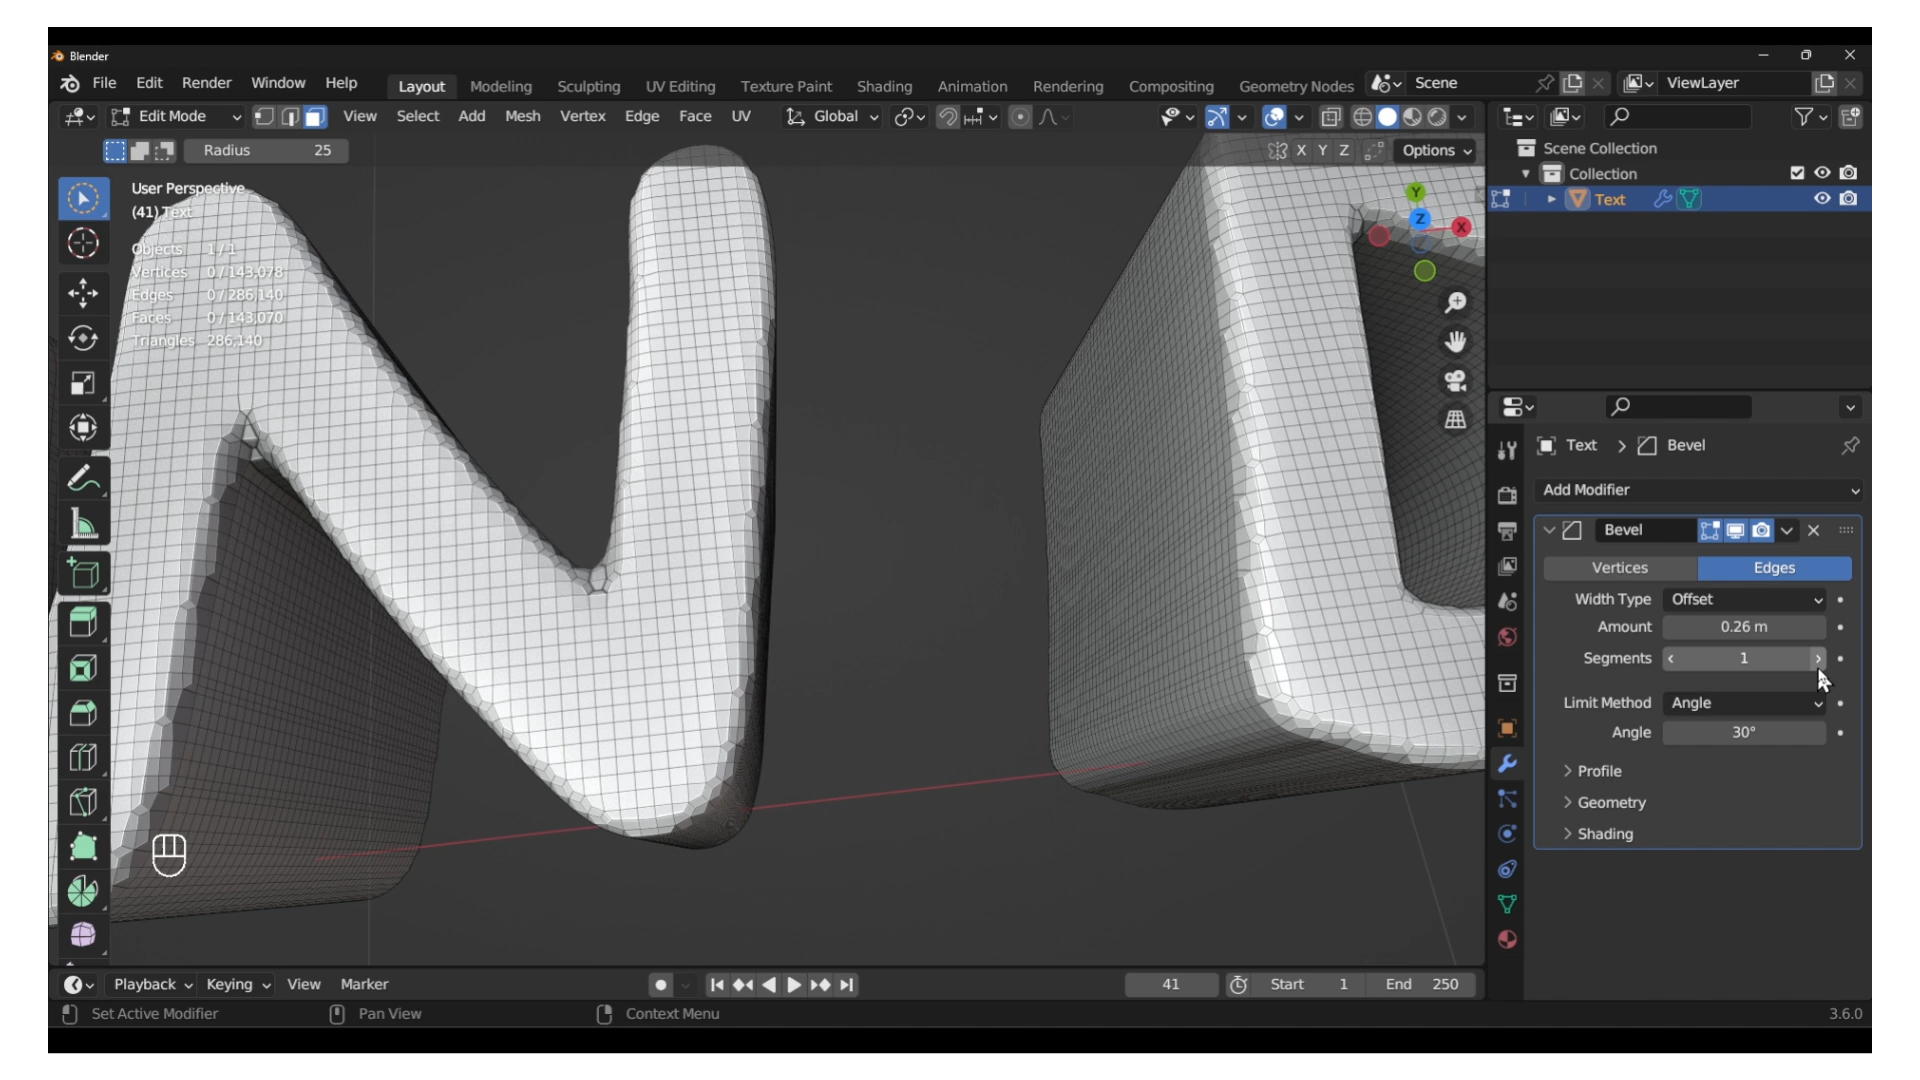 Blender
File Edit Render Window Help Layout Modeling Sculpting UV Editing Texture Paint Shading Animation Rendering Compositing Geometry Nodes Scene ViewLayer
Edit Mode View Select Add Mesh Vertex Edge Face UV Global
Radius 25 X Y Z Options
User Perspective
(41) Text
Objects 1/1
Vertices 0/143,078
Edges 0/286,140
Faces 0/143,070
Triangles 286,140
Y
Z
X
Scene Collection
Collection
Text
Text > Bevel
Add Modifier
Bevel
Vertices Edges
Width Type Offset
Amount 0.26 m
Segments 1
Limit Method Angle
Angle 30°
Profile
Geometry
Shading
Playback Keying View Marker 41 Start 1 End 250
Set Active Modifier Pan View Context Menu 3.6.0